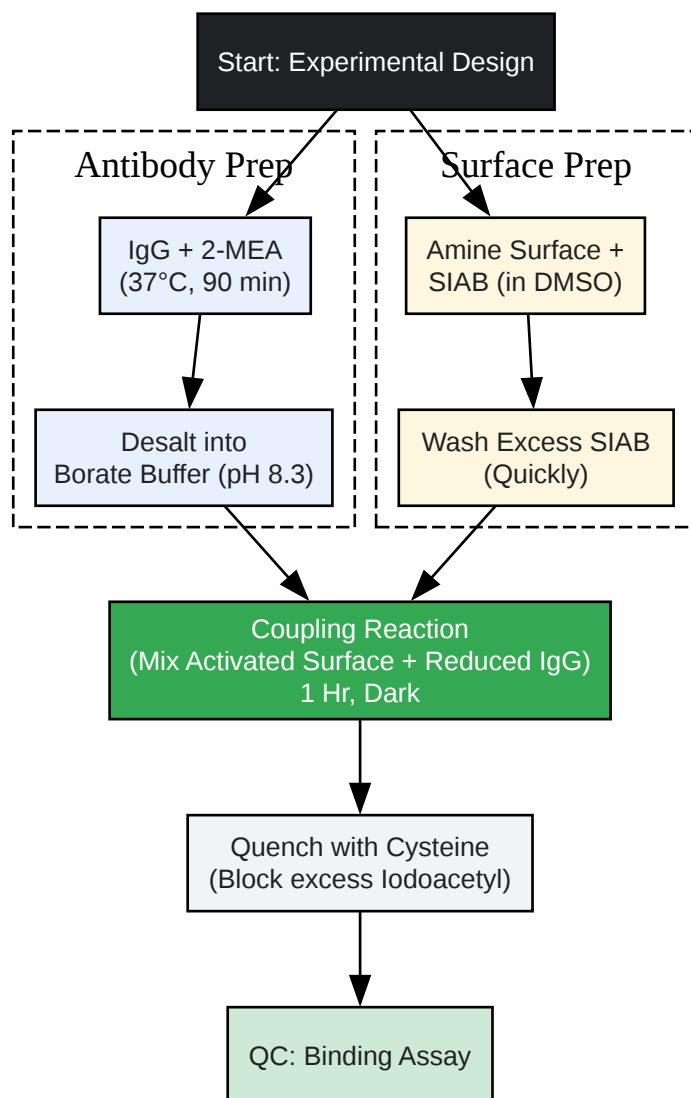 Start: Experimental Design
Antibody Prep
IgG + 2-MEA
(37°C, 90 min)
Desalt into
Borate Buffer (pH 8.3)
Surface Prep
Amine Surface +
SIAB (in DMSO)
Wash Excess SIAB
(Quickly)
Coupling Reaction
(Mix Activated Surface + Reduced IgG)
1 Hr, Dark
Quench with Cysteine
(Block excess Iodoacetyl)
QC: Binding Assay